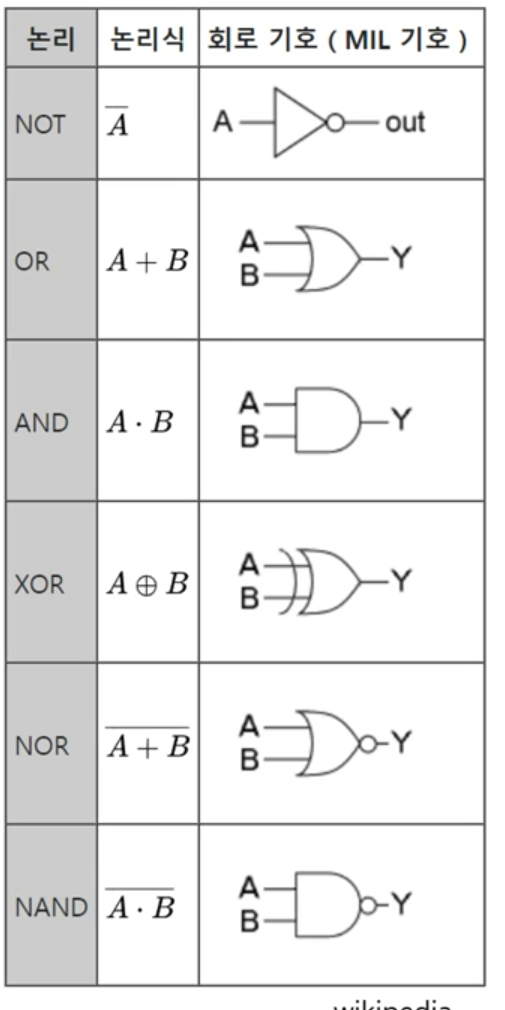 논리 논리식 회로 기호 ( MIL 기호 )
NOT A̅ A out
OR A + B A B Y
AND A · B A B Y
XOR A ⊕ B A B Y
NOR A̅ ̅+̅ ̅B̅ A B Y
NAND A̅ ̅·̅ ̅B̅ A B Y
wikipedia